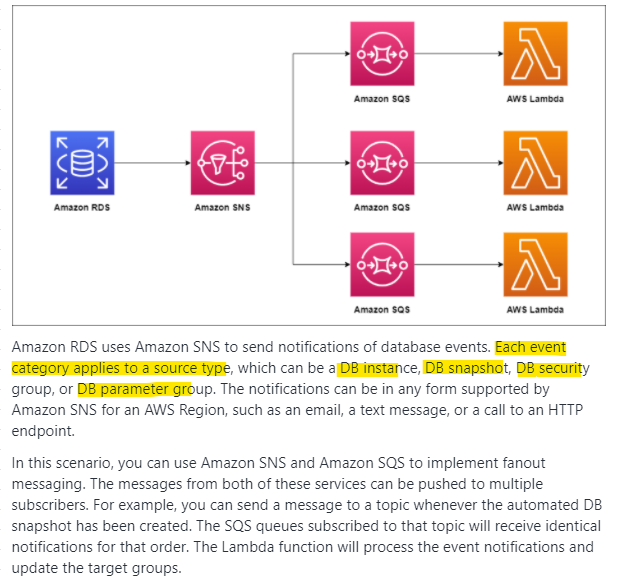 Amazon SQS
AWS Lambda
Amazon RDS
Amazon SNS
Amazon SQS
AWS Lambda
Amazon SQS
AWS Lambda
Amazon RDS uses Amazon SNS to send notifications of database events. Each event
category applies to a source type, which can be a DB instance, DB snapshot, DB security
group, or DB parameter group. The notifications can be in any form supported by
Amazon SNS for an AWS Region, such as an email, a text message, or a call to an HTTP
endpoint.
In this scenario, you can use Amazon SNS and Amazon SQS to implement fanout
messaging. The messages from both of these services can be pushed to multiple
subscribers. For example, you can send a message to a topic whenever the automated DB
snapshot has been created. The SQS queues subscribed to that topic will receive identical
notifications for that order. The Lambda function will process the event notifications and
update the target groups.